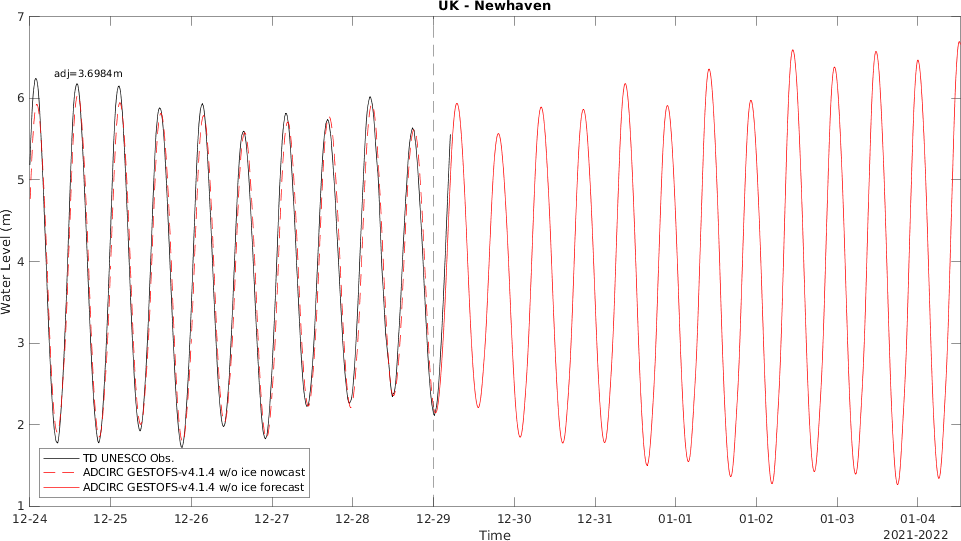 UK - Newhaven
adj=3.6984m
7
6
5
4
3
2
1
Water Level (m)
TD UNESCO Obs.
ADCIRC GESTOFS-v4.1.4 w/o ice nowcast
ADCIRC GESTOFS-v4.1.4 w/o ice forecast
12-24 12-25 12-26 12-27 12-28 12-29 12-30 12-31 01-01 01-02 01-03 01-04
Time
2021-2022